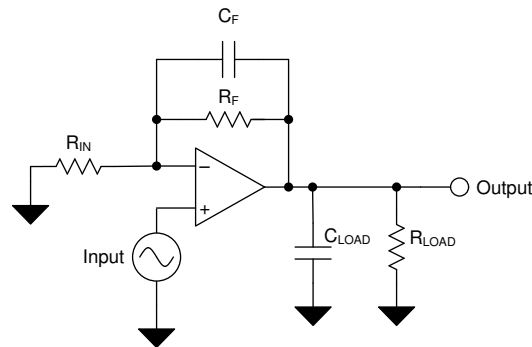 CF
RF
RIN
−
+
Output
Input
CLOAD
RLOAD